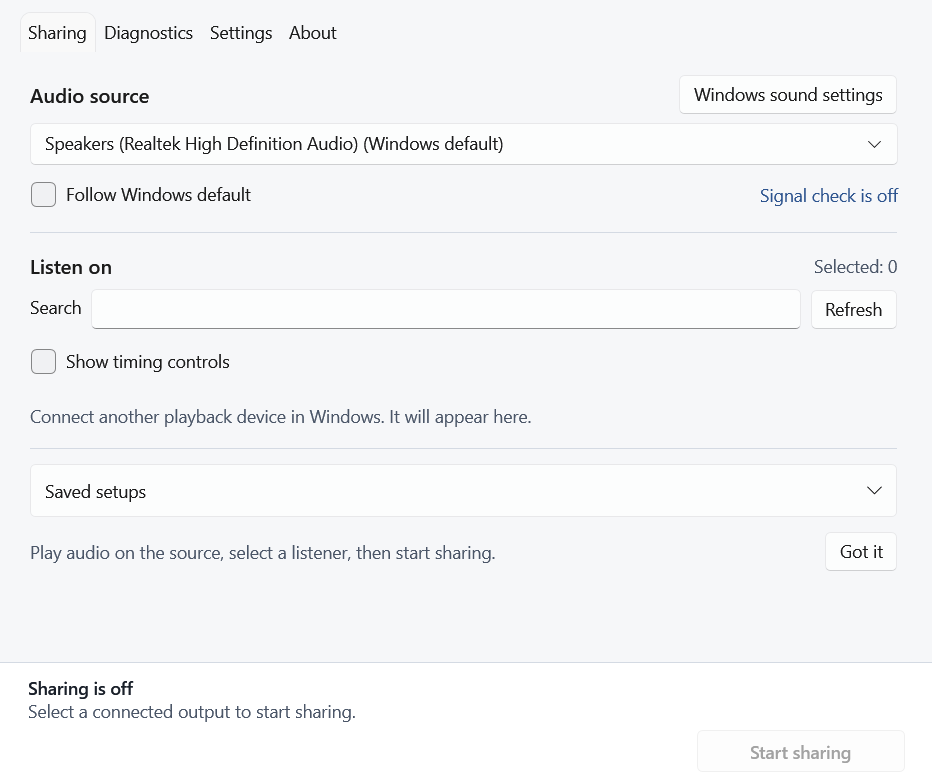 Sharing Diagnostics Settings About
Audio source
Windows sound settings
Speakers (Realtek High Definition Audio) (Windows default)
Follow Windows default
Signal check is off
Listen on
Selected: 0
Search
Refresh
Show timing controls
Connect another playback device in Windows. It will appear here.
Saved setups
Play audio on the source, select a listener, then start sharing.
Got it
Sharing is off
Select a connected output to start sharing.
Start sharing